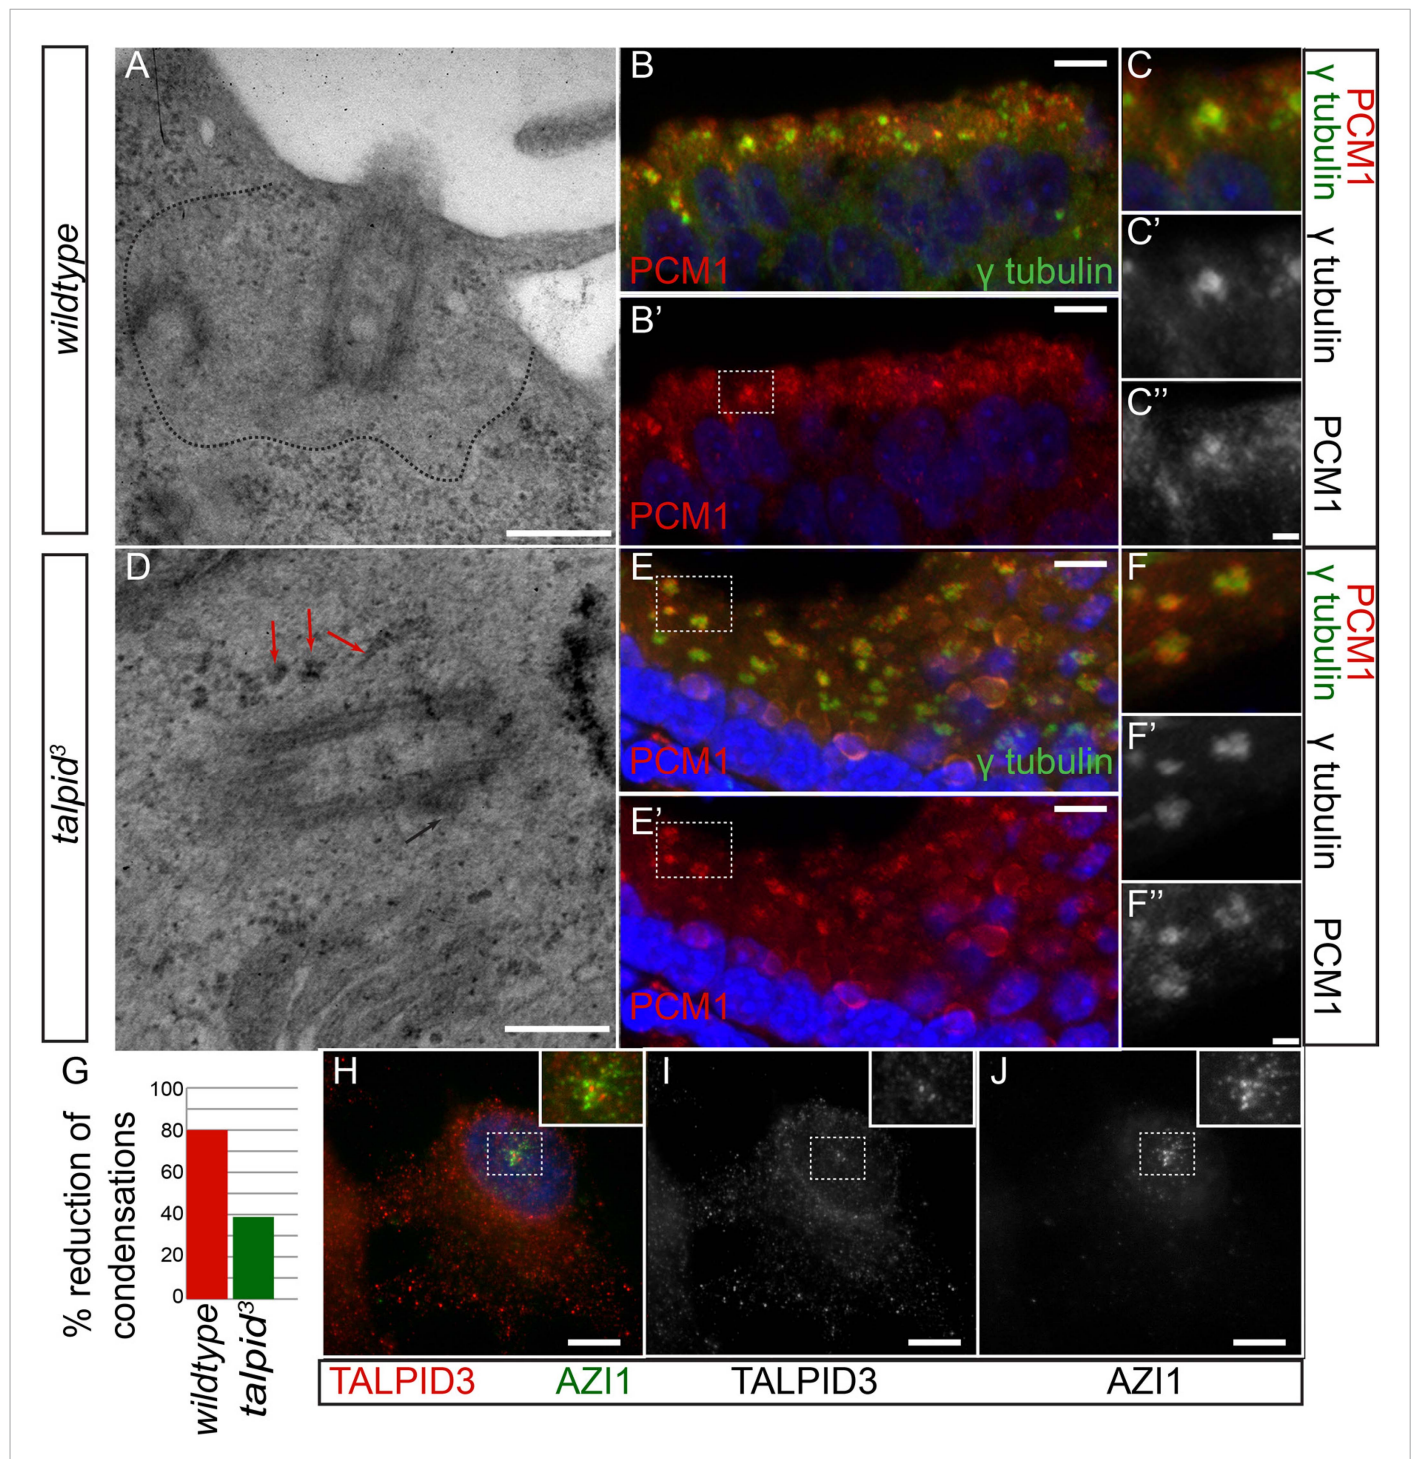 wildtype
A
B
PCM1 γ tubulin
B’
PCM1
C
C’
C’’
PCM1
γ tubulin
γ tubulin
PCM1
talpid³
D
E
PCM1 γ tubulin
E’
PCM1
F
F’
F’’
PCM1
γ tubulin
γ tubulin
PCM1
G
% reduction of
condensations
100
80
60
40
20
0
wildtype
talpid³
H
I
J
TALPID3 AZI1 TALPID3 AZI1